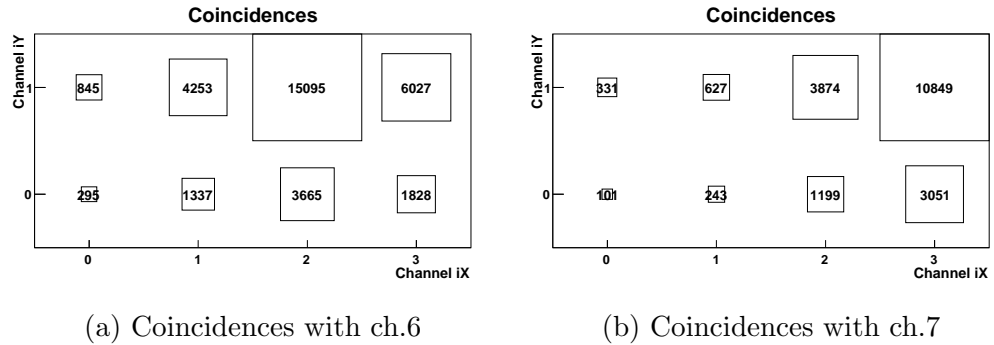 Coincidences
Channel iY
1
845 4253 15095 6027
0
295 1337 3665 1828
0 1 2 3
Channel iX
(a) Coincidences with ch.6
Coincidences
Channel iY
1
331 627 3874 10849
0
101 243 1199 3051
0 1 2 3
Channel iX
(b) Coincidences with ch.7